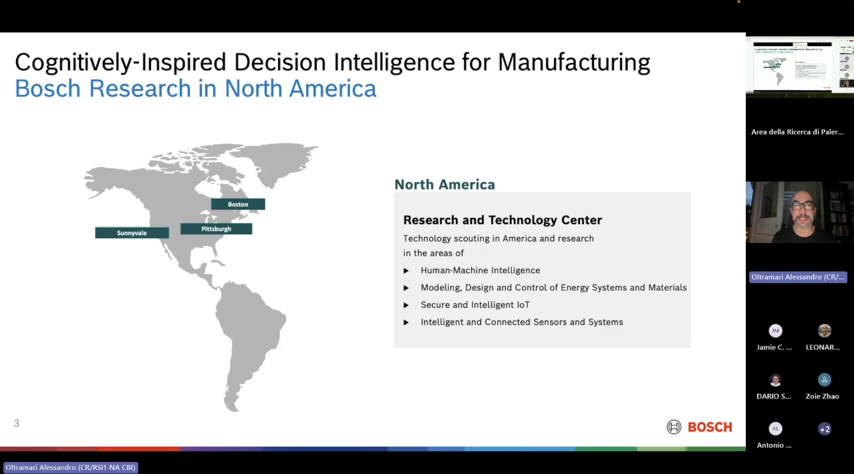 Cognitively-Inspired Decision Intelligence for Manufacturing
Bosch Research in North America
Boston
Sunnyvale
Pittsburgh
North America
Research and Technology Center
Technology scouting in America and research
in the areas of
Human-Machine Intelligence
Modeling, Design and Control of Energy Systems and Materials
Secure and Intelligent IoT
Intelligent and Connected Sensors and Systems
3
BOSCH
Area della Ricerca di Paler...
Oltramari Alessandro (CR/...
Jamie C. ...
LEONAR...
DARIO S...
Zoie Zhao
Antonio ...
+2
Oltramari Alessandro (CR/RSI1-NA CBI)